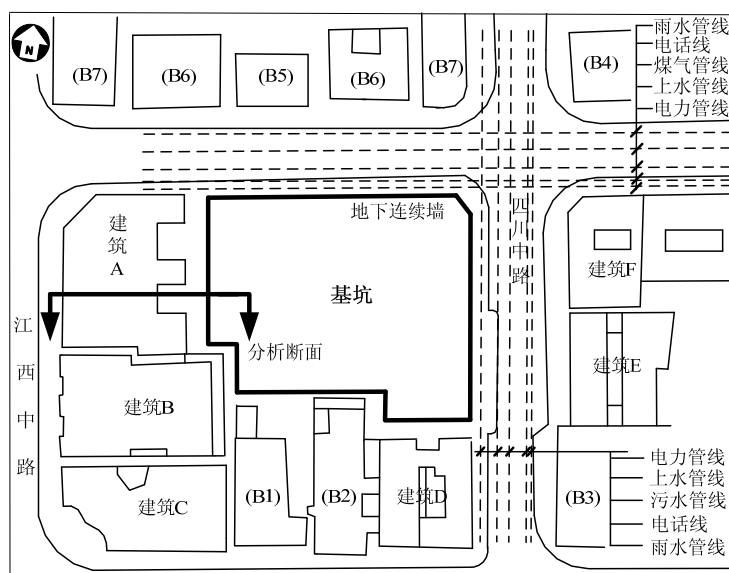 N
(B7)
(B6)
(B5)
(B6)
(B7)
(B4)
雨水管线
电话线
煤气管线
上水管线
电力管线
建筑A
地下连续墙
四川中路
建筑F
基坑
分析断面
江西中路
建筑B
建筑E
建筑C
(B1)
(B2)
建筑D
(B3)
电力管线
上水管线
污水管线
电话线
雨水管线